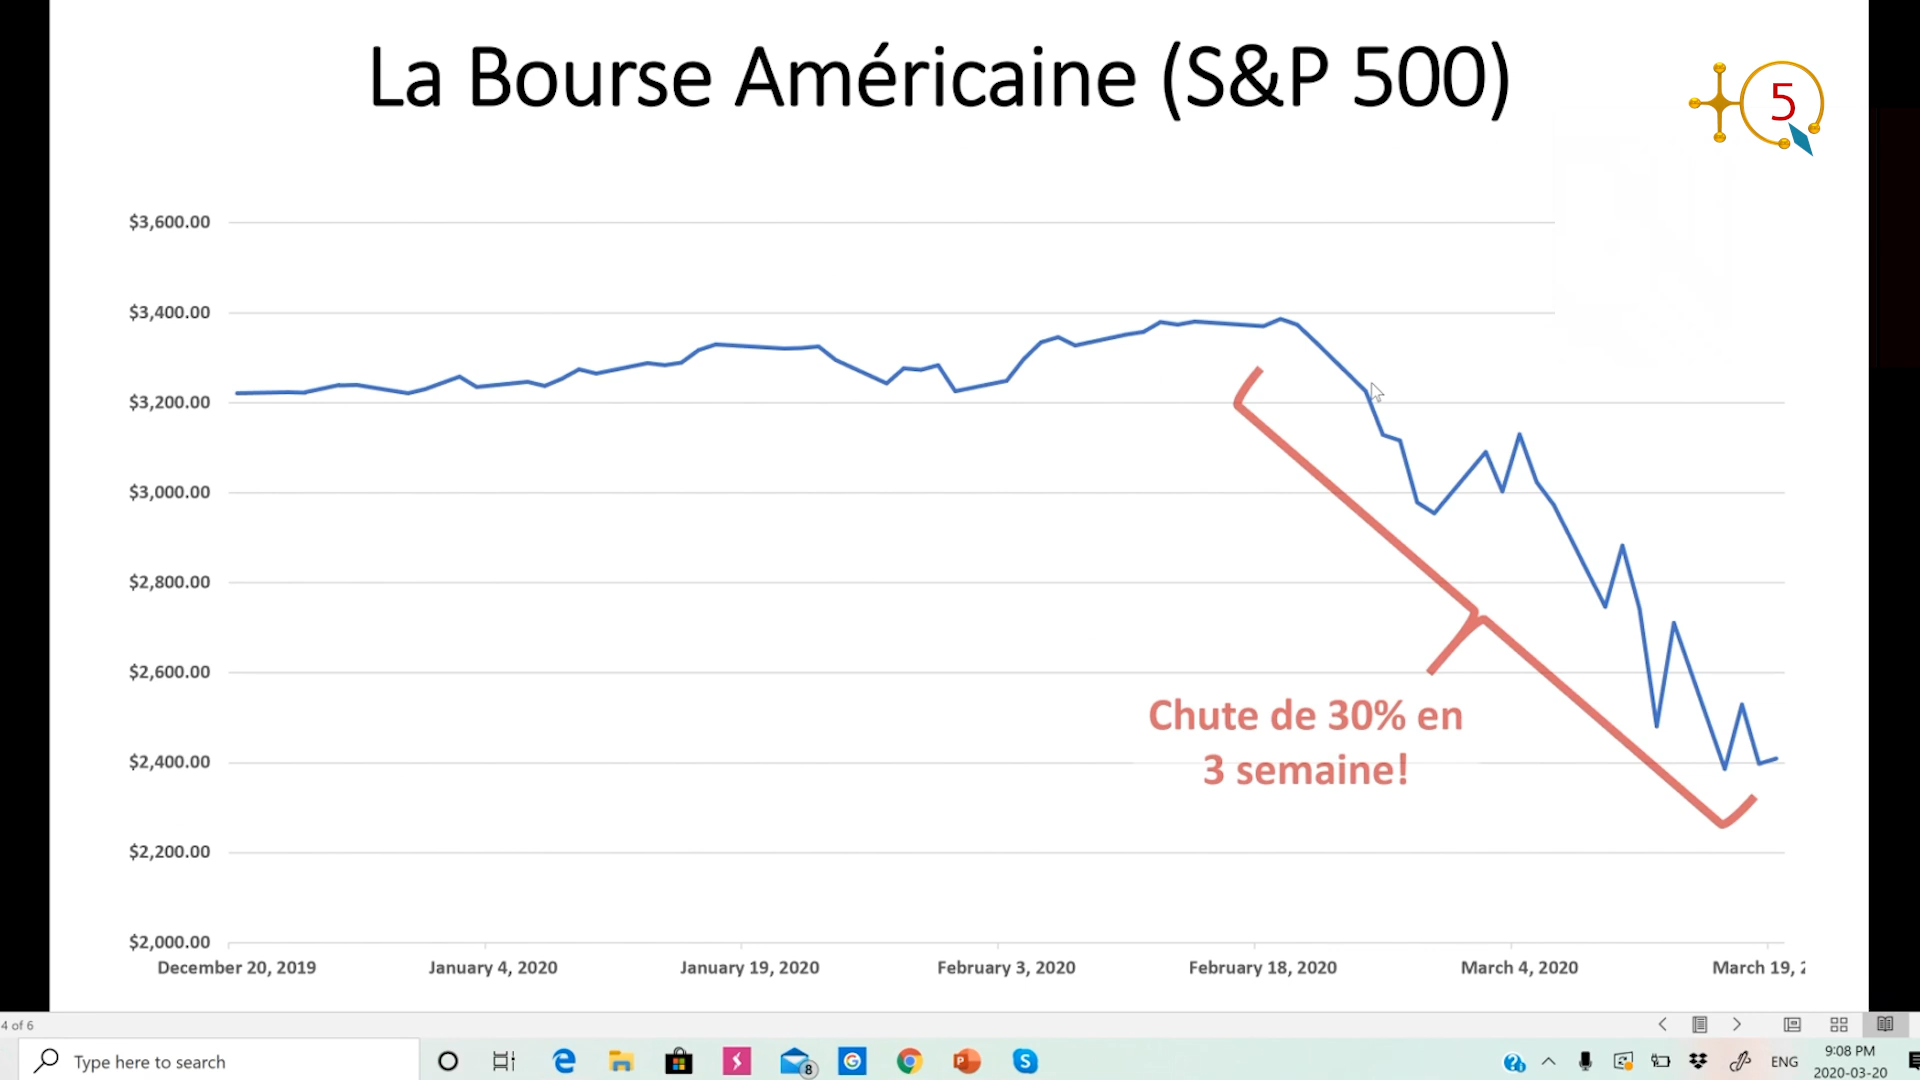 La Bourse Américaine (S&P 500)
5
$3,600.00
$3,400.00
$3,200.00
$3,000.00
$2,800.00
$2,600.00
$2,400.00
$2,200.00
$2,000.00
Chute de 30% en
3 semaine!
December 20, 2019
January 4, 2020
January 19, 2020
February 3, 2020
February 18, 2020
March 4, 2020
March 19, 2
4 of 6
Type here to search
8
ENG
9:08 PM
2020-03-20